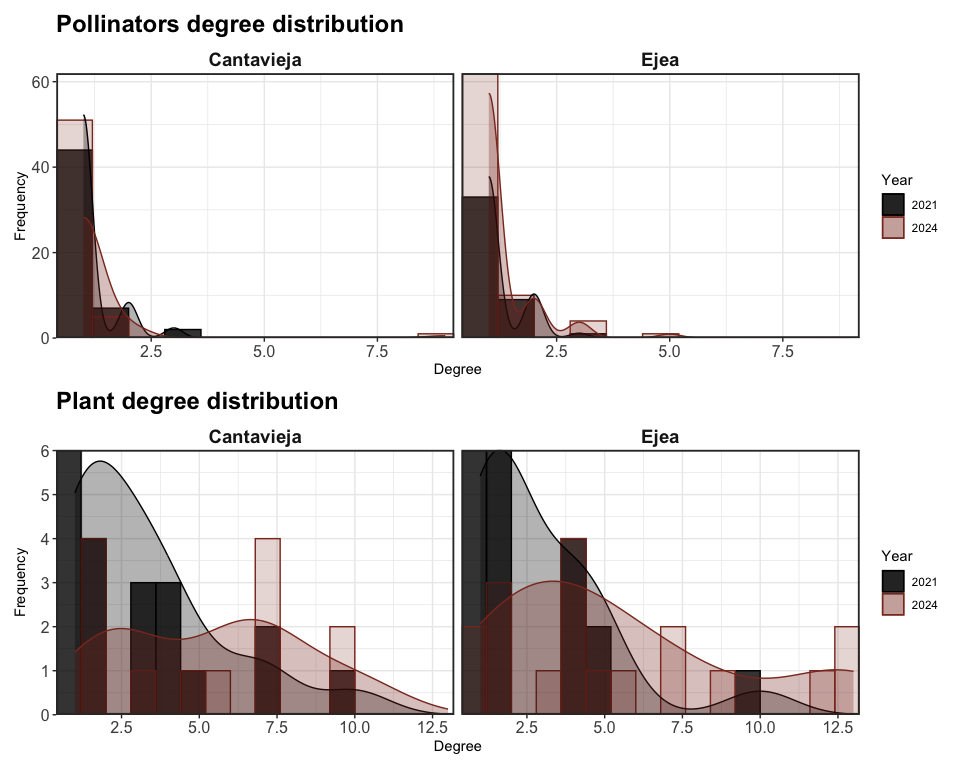 Pollinators degree distribution
Cantavieja Ejea
60
40
20
0
Frequency
2.5 5.0 7.5 2.5 5.0 7.5
Degree
Year
2021
2024
Plant degree distribution
Cantavieja Ejea
6
5
4
3
2
1
0
Frequency
2.5 5.0 7.5 10.0 12.5 2.5 5.0 7.5 10.0 12.5
Degree
Year
2021
2024